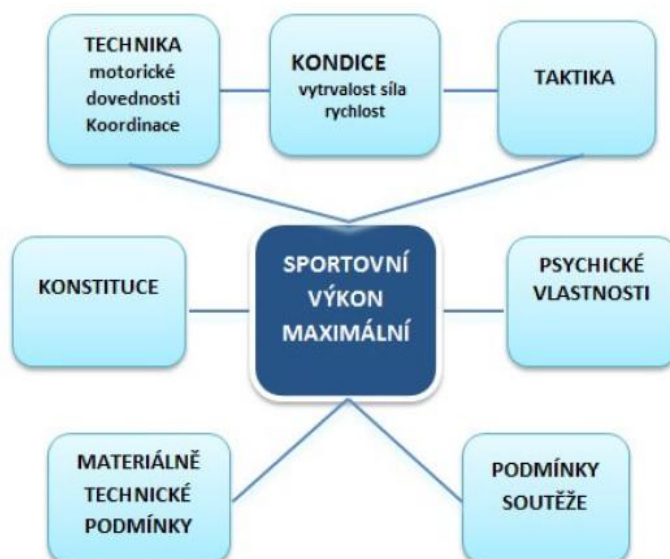 TECHNIKA
motorické
dovednosti
Koordinace
KONDICE
vytrvalost síla
rychlost
TAKTIKA
KONSTITUCE
SPORTOVNÍ
VÝKON
MAXIMÁLNÍ
PSYCHICKÉ
VLASTNOSTI
MATERIÁLNĚ
TECHNICKÉ
PODMÍNKY
PODMÍNKY
SOUTĚŽE